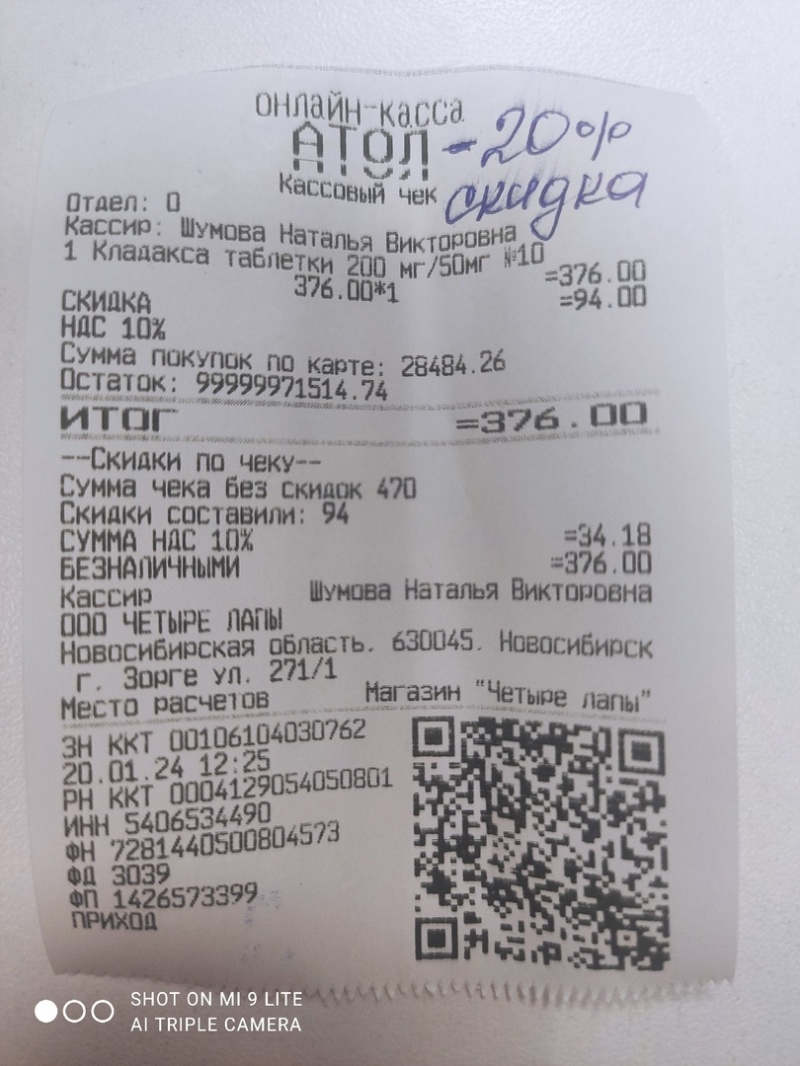 ОНЛАЙН-КАССА
АТОЛ
-20%
скидка
Кассовый чек
Отдел: 0
Кассир: Шумова Наталья Викторовна
1 Кладакса таблетки 200 мг/50мг №10
376.00*1 =376.00
СКИДКА =94.00
НДС 10%
Сумма покупок по карте: 28484.26
Остаток: 99999971514.74
ИТОГ =376.00
--Скидки по чеку--
Сумма чека без скидок 470
Скидки составили: 94
СУММА НДС 10% =34.18
БЕЗНАЛИЧНЫМИ =376.00
Кассир Шумова Наталья Викторовна
ООО ЧЕТЫРЕ ЛАПЫ
Новосибирская область. 630045. Новосибирск
г. Зорге ул. 271/1
Место расчетов Магазин "Четыре лапы"
ЗН ККТ 00106104030762
20.01.24 12:25
РН ККТ 0004129054050801
ИНН 5406534490
ФН 7281440500804573
ФД 3039
ФП 1426573399
ПРИХОД
SHOT ON MI 9 LITE
AI TRIPLE CAMERA